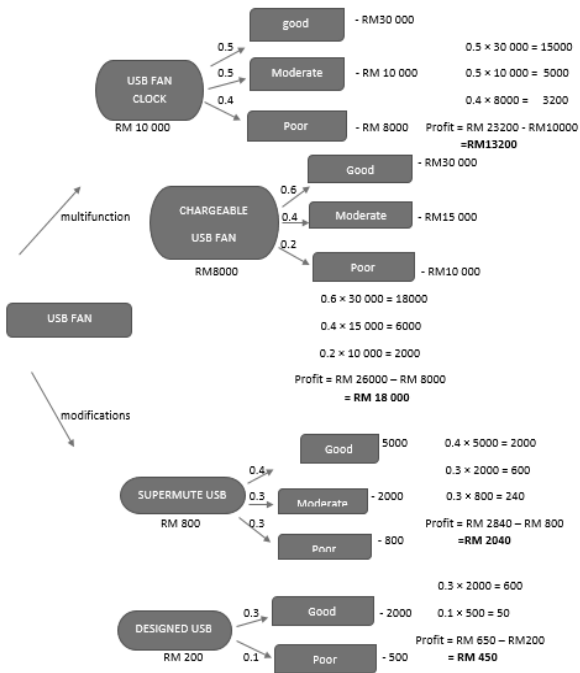 good
- RM30 000
0.5
0.5 × 30 000 = 15000
USB FAN
CLOCK
0.5
Moderate
- RM 10 000
0.5 × 10 000 = 5000
0.4
0.4 × 8000 = 3200
RM 10 000
Poor
- RM 8000
Profit = RM 23200 - RM10000
=RM13200
Good
- RM30 000
0.6
multifunction
CHARGEABLE
USB FAN
0.4
Moderate
- RM15 000
0.2
RM8000
Poor
- RM10 000
0.6 × 30 000 = 18000
USB FAN
0.4 × 15 000 = 6000
0.2 × 10 000 = 2000
Profit = RM 26000 – RM 8000
= RM 18 000
modifications
Good
5000
0.4 × 5000 = 2000
0.4
0.3 × 2000 = 600
SUPERMUTE USB
0.3
Moderate
- 2000
0.3 × 800 = 240
RM 800
0.3
Poor
- 800
Profit = RM 2840 – RM 800
=RM 2040
0.3 × 2000 = 600
DESIGNED USB
0.3
Good
- 2000
0.1 × 500 = 50
Profit = RM 650 – RM200
= RM 450
RM 200
0.1
Poor
- 500